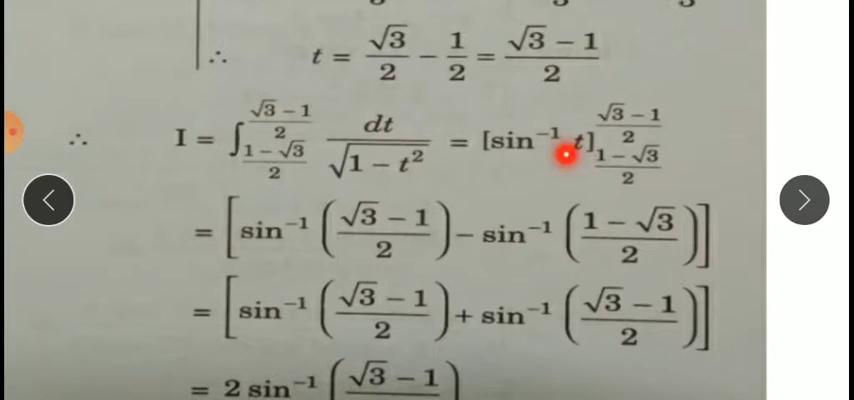 ∴ t = √3/2 − 1/2 = (√3 − 1)/2
∴ I = ∫_{(1 − √3)/2}^{(√3 − 1)/2} dt/√(1 − t²) = [sin⁻¹ t]_{(1 − √3)/2}^{(√3 − 1)/2}
= [sin⁻¹ ((√3 − 1)/2) − sin⁻¹ ((1 − √3)/2)]
= [sin⁻¹ ((√3 − 1)/2) + sin⁻¹ ((√3 − 1)/2)]
= 2 sin⁻¹ (√3 − 1)